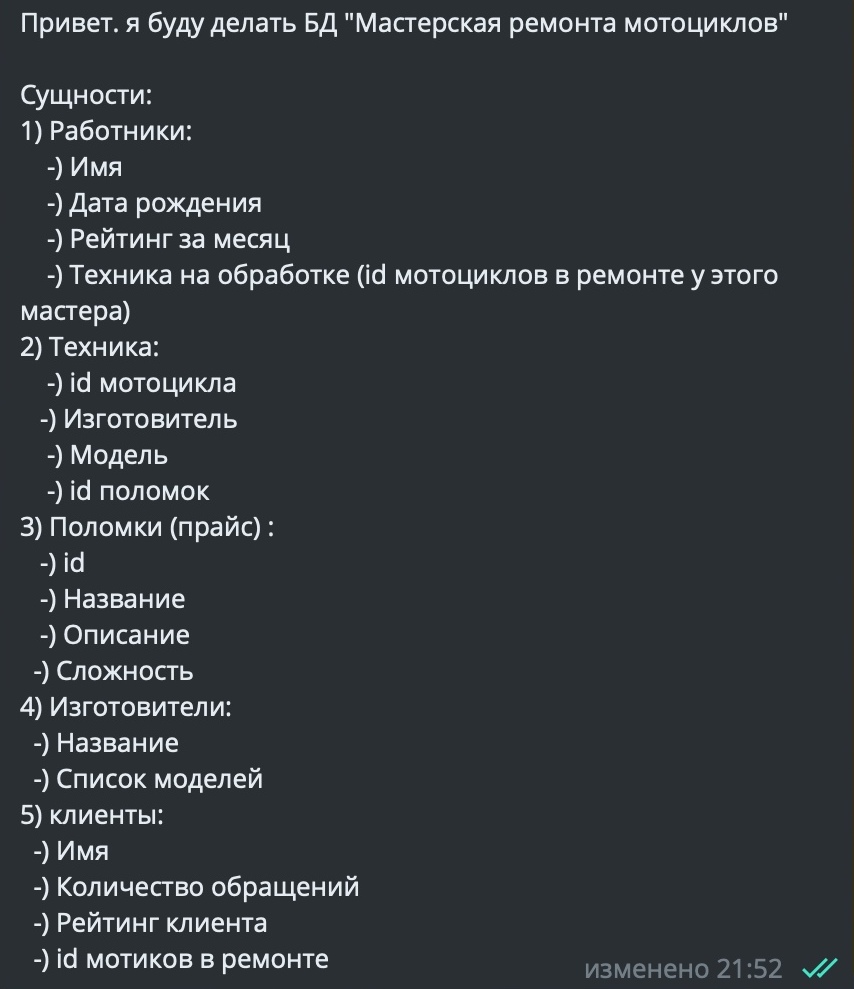 Привет. я буду делать БД "Мастерская ремонта мотоциклов"
Сущности:
1) Работники:
-) Имя
-) Дата рождения
-) Рейтинг за месяц
-) Техника на обработке (id мотоциклов в ремонте у этого
мастера)
2) Техника:
-) id мотоцикла
-) Изготовитель
-) Модель
-) id поломок
3) Поломки (прайс) :
-) id
-) Название
-) Описание
-) Сложность
4) Изготовители:
-) Название
-) Список моделей
5) клиенты:
-) Имя
-) Количество обращений
-) Рейтинг клиента
-) id мотиков в ремонте
изменено 21:52